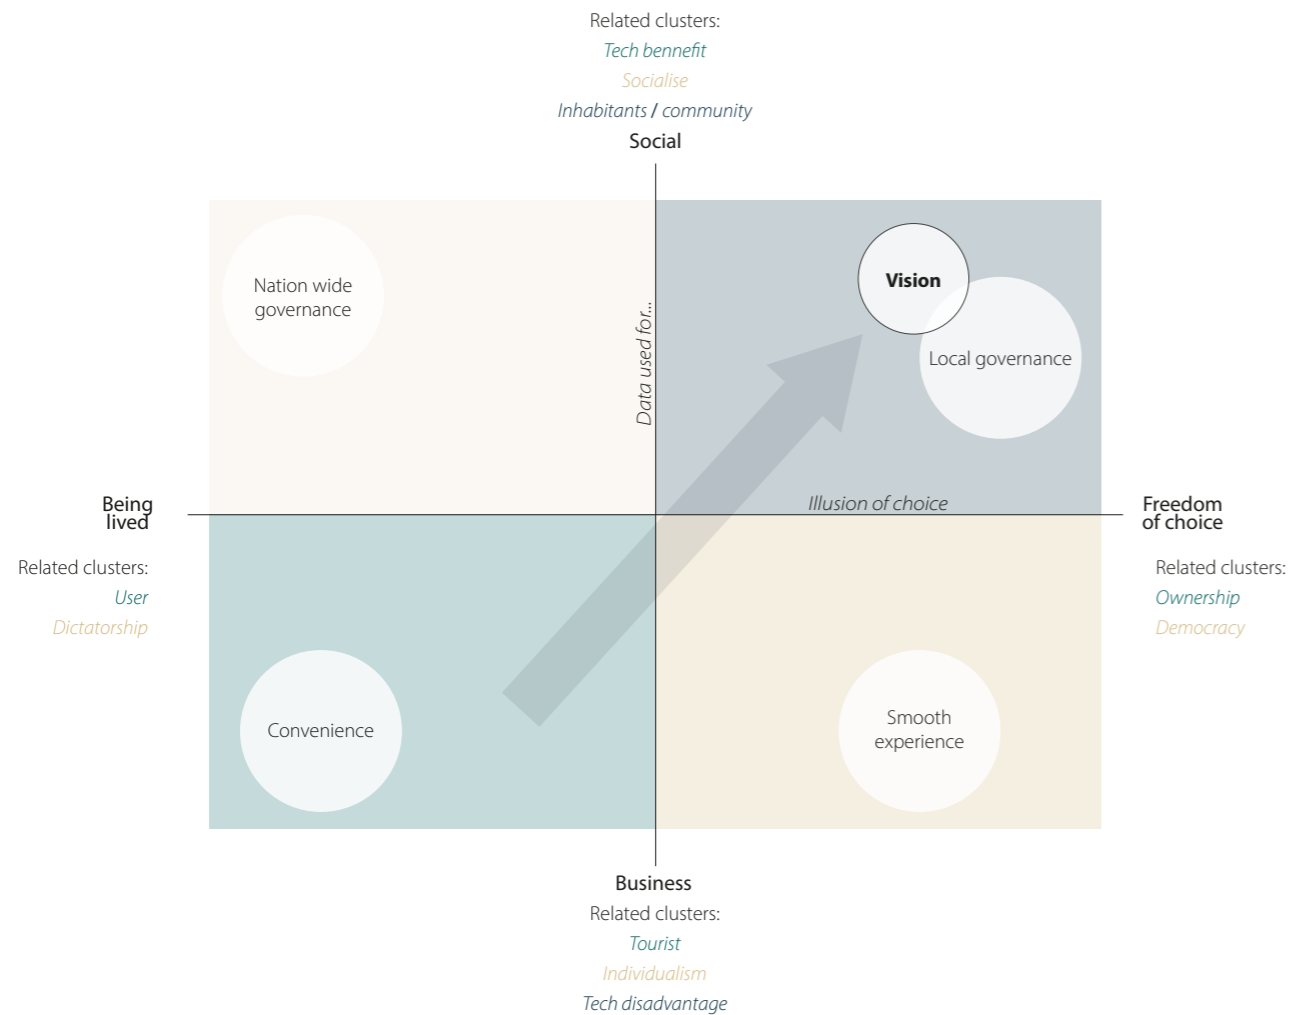 Related clusters:
Tech bennefit
Socialise
Inhabitants / community
Social
Nation wide
governance
Data used for...
Vision
Local governance
Being
lived
Illusion of choice
Freedom
of choice
Related clusters:
User
Dictatorship
Related clusters:
Ownership
Democracy
Convenience
Smooth
experience
Business
Related clusters:
Tourist
Individualism
Tech disadvantage